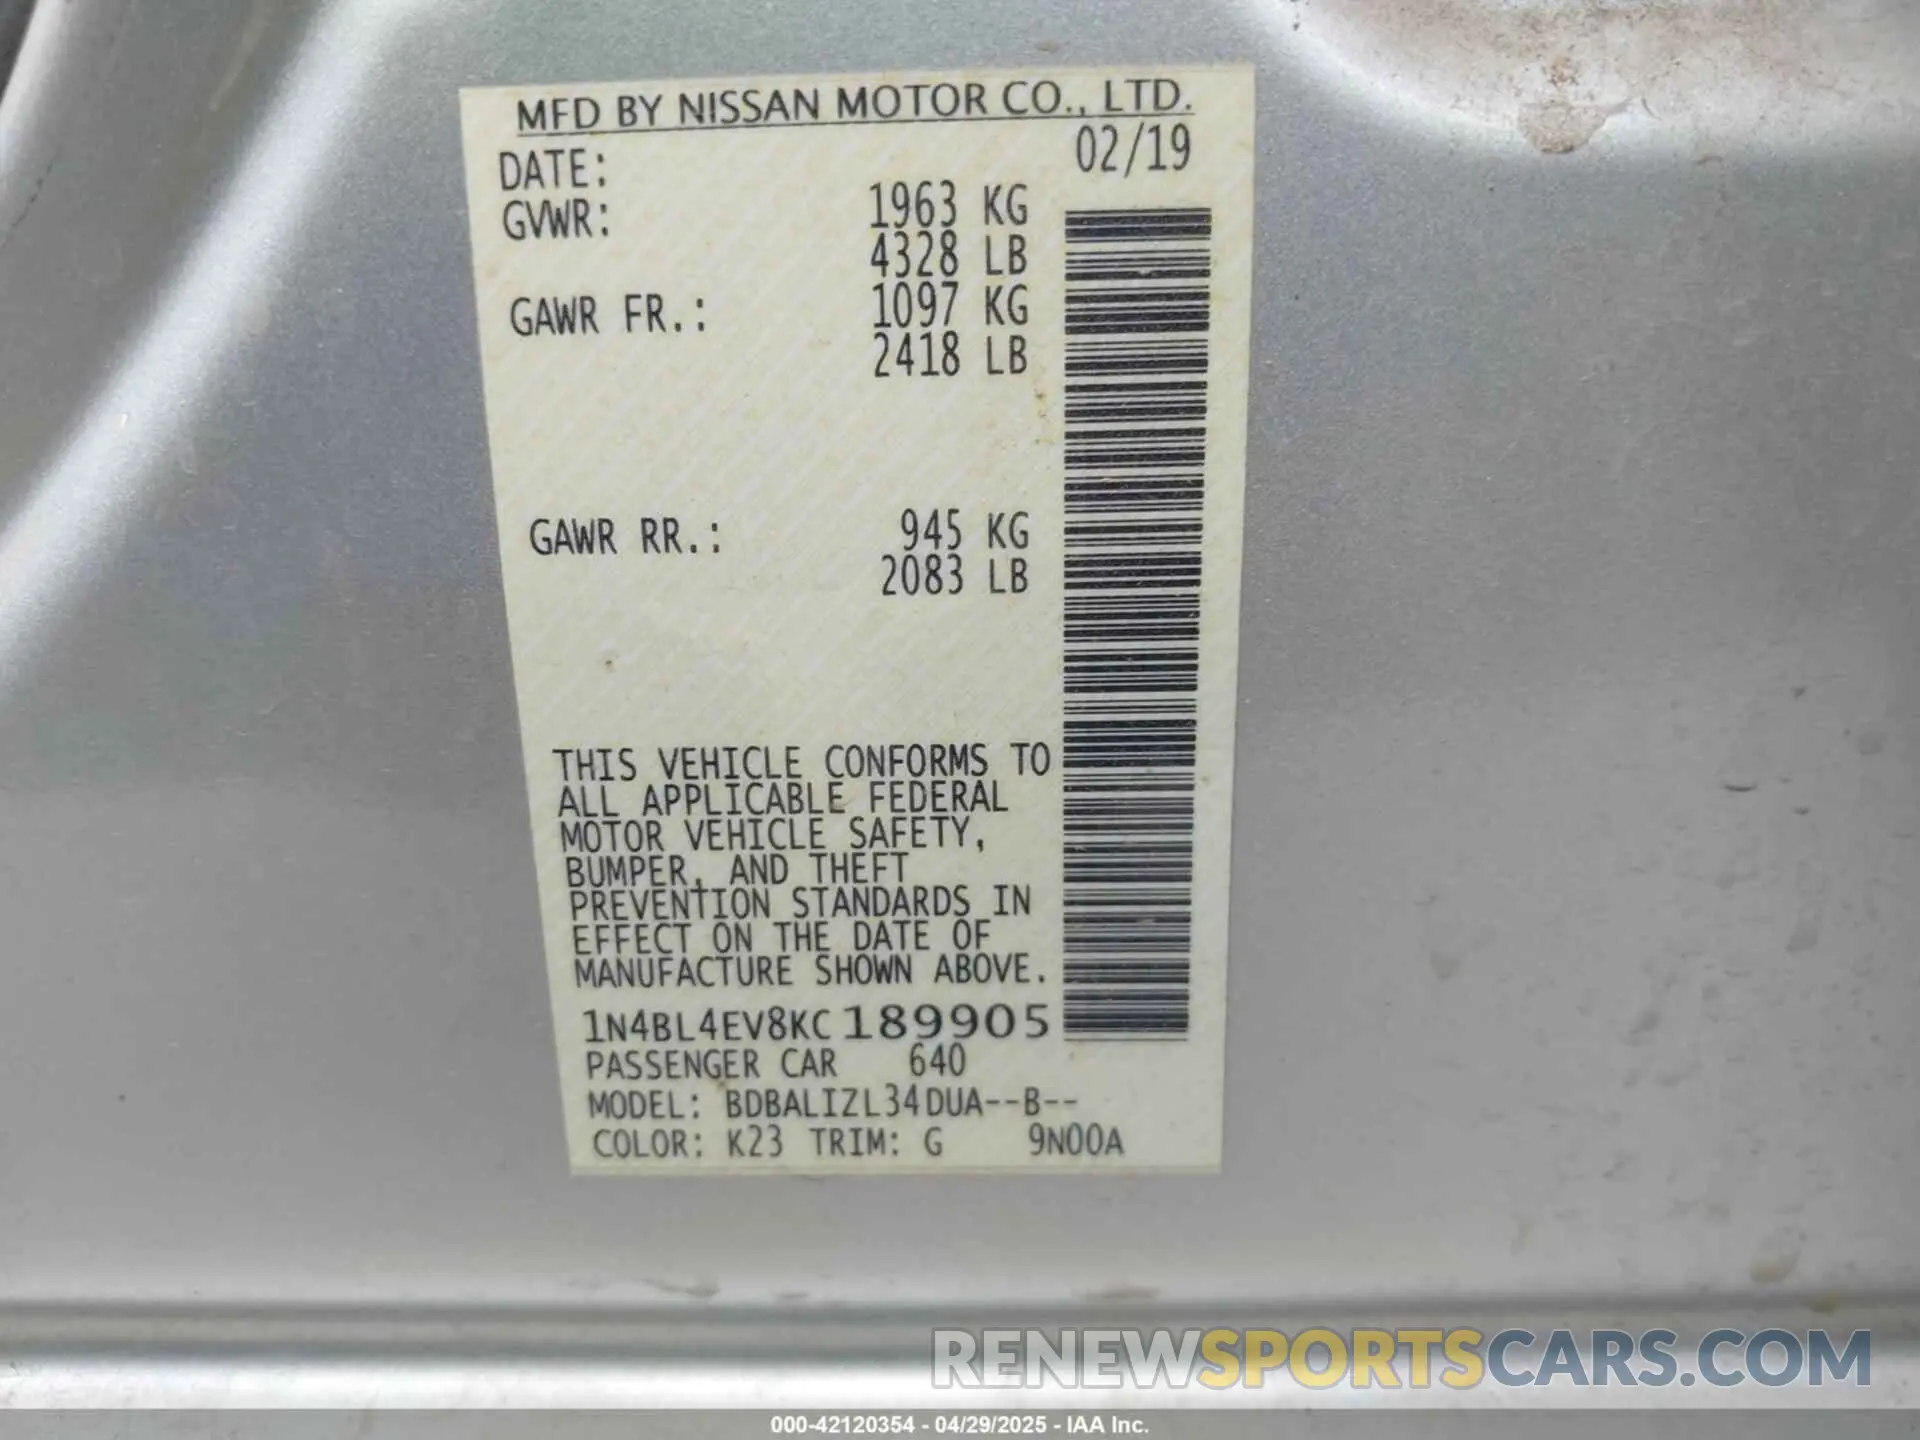 MFD BY NISSAN MOTOR CO., LTD.
DATE: 02/19
GVWR: 1963 KG
4328 LB
GAWR FR.: 1097 KG
2418 LB
GAWR RR.: 945 KG
2083 LB
THIS VEHICLE CONFORMS TO
ALL APPLICABLE FEDERAL
MOTOR VEHICLE SAFETY,
BUMPER, AND THEFT
PREVENTION STANDARDS IN
EFFECT ON THE DATE OF
MANUFACTURE SHOWN ABOVE.
1N4BL4EV8KC189905
PASSENGER CAR 640
MODEL: BDBALIZL34DUA--B--
COLOR: K23 TRIM: G 9N00A
RENEWSPORTSCARS.COM
000-42120354 - 04/29/2025 - IAA Inc.